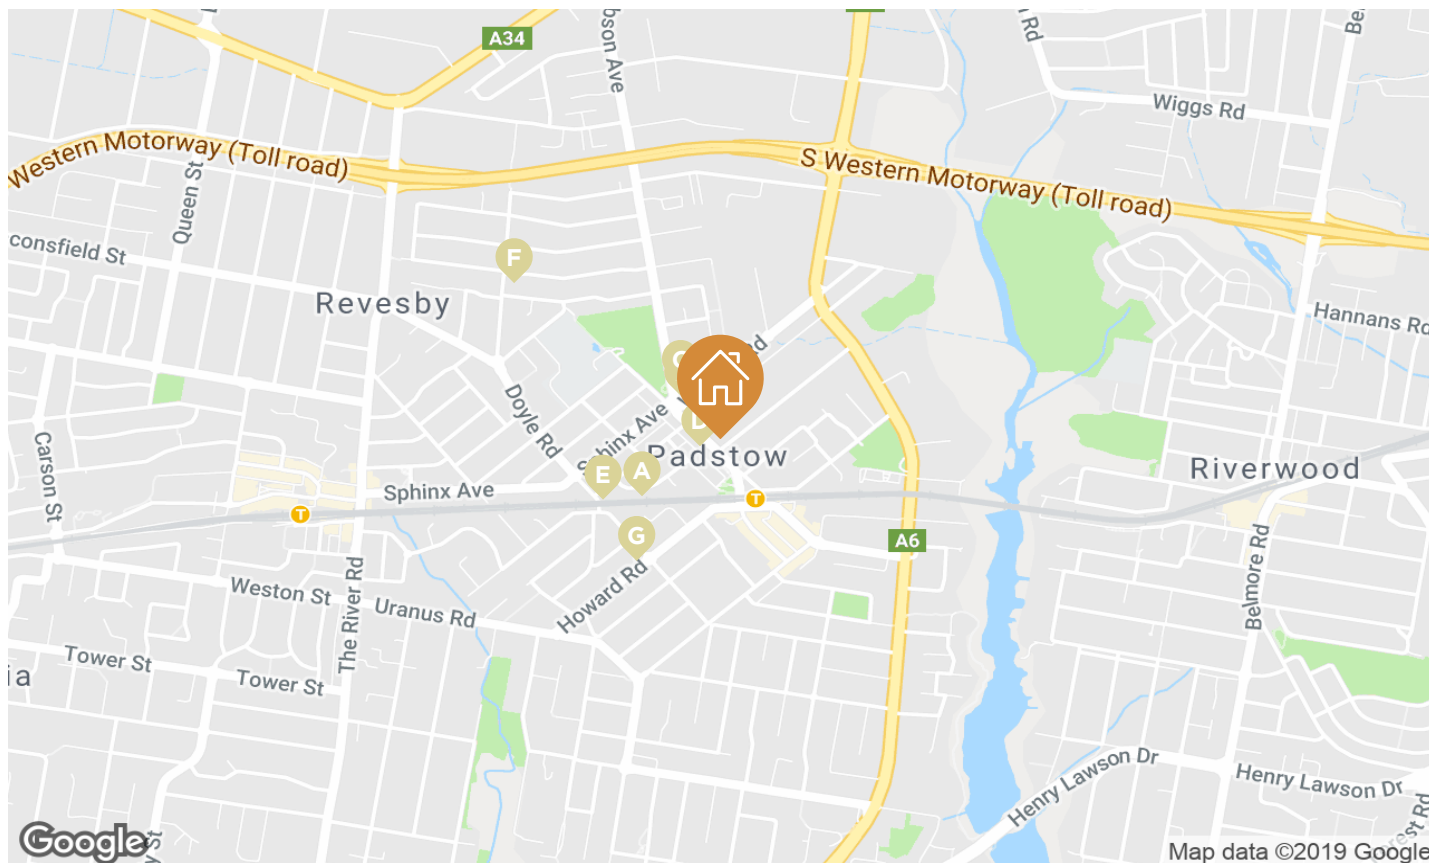 A34
Wiggs Rd
Western Motorway (Toll road)
S Western Motorway (Toll road)
Queen St
consfield St
F
Revesby
Hannans Rd
Rd
Doyle Rd
Sphinx Ave
D
Padstow
Carson St
E
A
Riverwood
Sphinx Ave
T
T
G
A6
Weston St
The River Rd
Uranus Rd
Howard Rd
Belmore Rd
Tower St
Tower St
ia
Henry Lawson Dr
Henry Lawson Dr
Google
Map data ©2019 Google